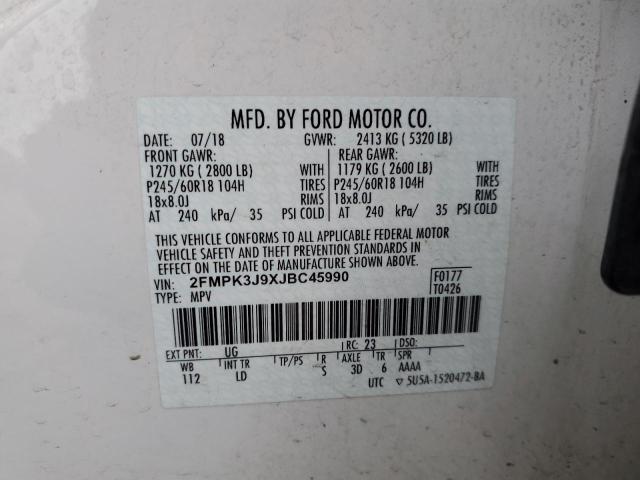 MFD. BY FORD MOTOR CO.
DATE: 07/18 GVWR: 2413 KG ( 5320 LB)
FRONT GAWR: REAR GAWR:
1270 KG ( 2800 LB) WITH 1179 KG ( 2600 LB) WITH
P245/60R18 104H TIRES P245/60R18 104H TIRES
18x8.0J RIMS 18x8.0J RIMS
AT 240 kPa/ 35 PSI COLD AT 240 kPa/ 35 PSI COLD
THIS VEHICLE CONFORMS TO ALL APPLICABLE FEDERAL MOTOR
VEHICLE SAFETY AND THEFT PREVENTION STANDARDS IN
EFFECT ON THE DATE OF MANUFACTURE SHOWN ABOVE.
VIN: 2FMPK3J9XJBC45990 F0177
TYPE: MPV T0426
EXT PNT: UG RC: 23 DSO:
WB INT TR TP/PS R AXLE TR SPR
112 LD S 3D 6 AAAA
UTC ▽ 5U5A-1520472-BA